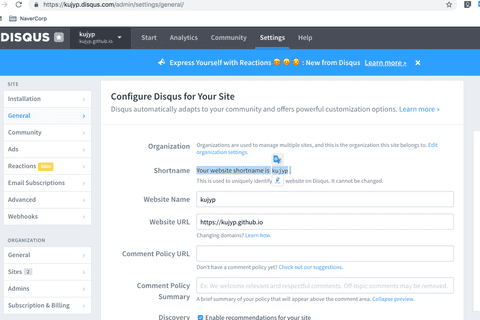 https://kujyp.disqus.com/admin/settings/general/
NaverCorp
DISQUS
kujyp
kujyp.github.io
Start
Analytics
Community
Settings
Help
Express Yourself with Reactions : New from Disqus
Learn more →
SITE
Installation
General
Community
Ads
Reactions
Email Subscriptions
Advanced
Webhooks
ORGANIZATION
General
Sites 2
Admins
Subscription & Billing
Configure Disqus for Your Site
Disqus automatically adapts to your community and offers powerful customization options. Learn more »
Organization
Organizations are used to manage multiple sites, and this is the organization this site belongs to. Edit
organization settings.
Shortname
Your website shortname is kujyp.
This is used to uniquely identify website on Disqus. It cannot be changed.
Website Name
kujyp
Website URL
https://kujyp.github.io
Changing domains? Learn how.
Comment Policy URL
Don't have a comment policy yet? Check out our suggestions.
Comment Policy
Summary
Ex. We welcome relevant and respectful comments. Off-topic comments may be removed.
A brief summary of your policy that will appear above the comment area. Collapse preview.
Discovery
Enable recommendations for your site